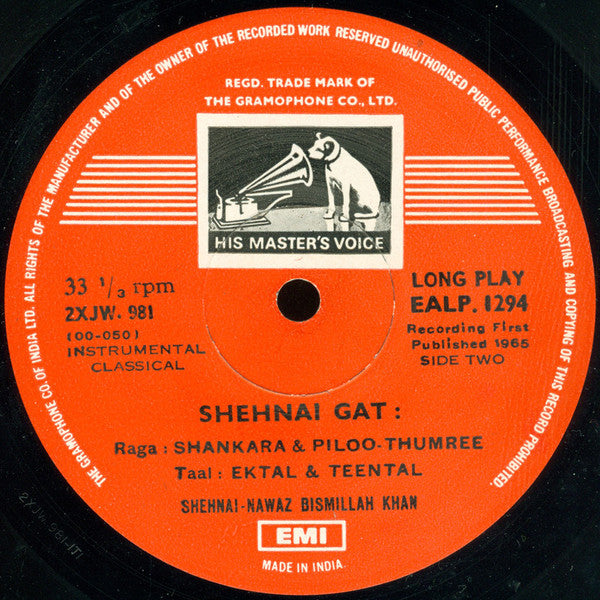 THE GRAMOPHONE CO. OF INDIA LTD. ALL RIGHTS OF THE MANUFACTURER AND OF THE OWNER OF THE RECORDED WORK RESERVED UNAUTHORISED PUBLIC PERFORMANCE BROADCASTING AND COPYING OF THIS RECORD PROHIBITED.
REGD. TRADE MARK OF
THE GRAMOPHONE CO., LTD.
HIS MASTER'S VOICE
33 1/3 rpm
2XJW. 981
(OO-050)
INSTRUMENTAL
CLASSICAL
LONG PLAY
EALP. 1294
Recording First
Published 1965
SIDE TWO
SHEHNAI GAT :
Raga : SHANKARA & PILOO-THUMREE
Taal : EKTAL & TEENTAL
SHEHNAI-NAWAZ BISMILLAH KHAN
EMI
MADE IN INDIA.